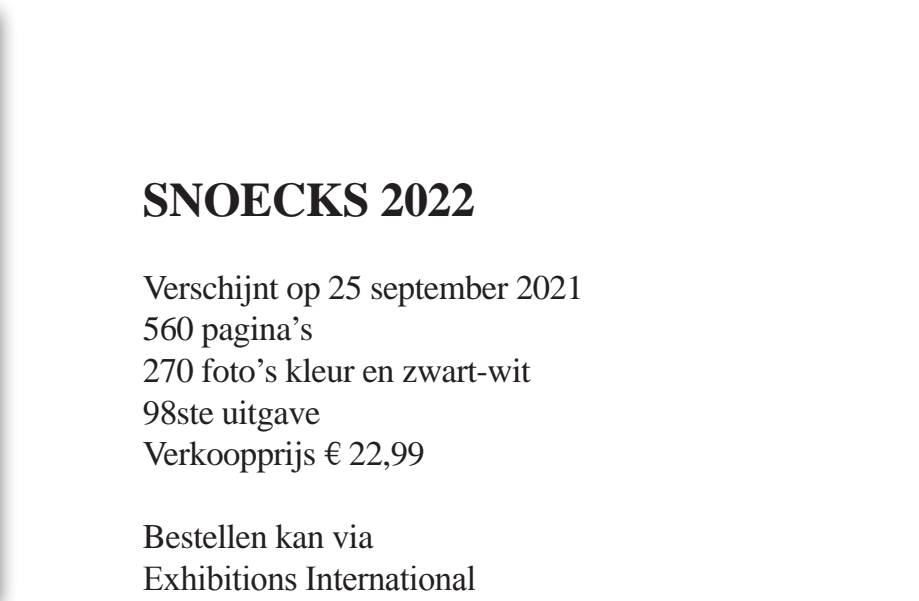 SNOECKS 2022
Verschijnt op 25 september 2021
560 pagina’s
270 foto’s kleur en zwart-wit
98ste uitgave
Verkoopprijs € 22,99
Bestellen kan via
Exhibitions International